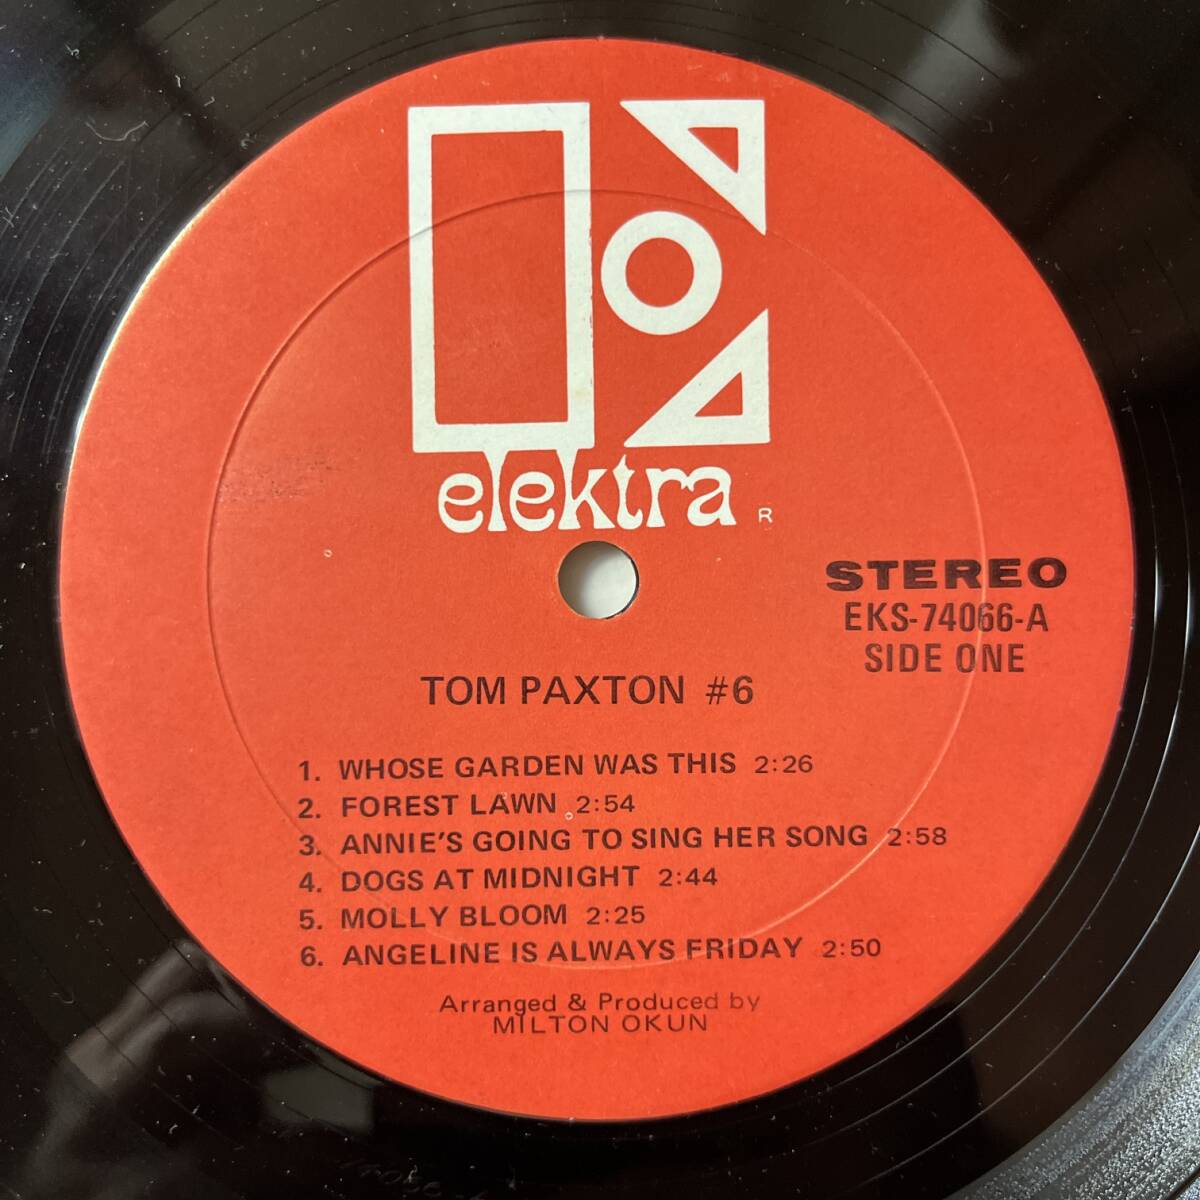 elektra R
STEREO
EKS-74066-A
SIDE ONE
TOM PAXTON #6
1. WHOSE GARDEN WAS THIS 2:26
2. FOREST LAWN 2:54
3. ANNIE'S GOING TO SING HER SONG 2:58
4. DOGS AT MIDNIGHT 2:44
5. MOLLY BLOOM 2:25
6. ANGELINE IS ALWAYS FRIDAY 2:50
Arranged & Produced by
MILTON OKUN